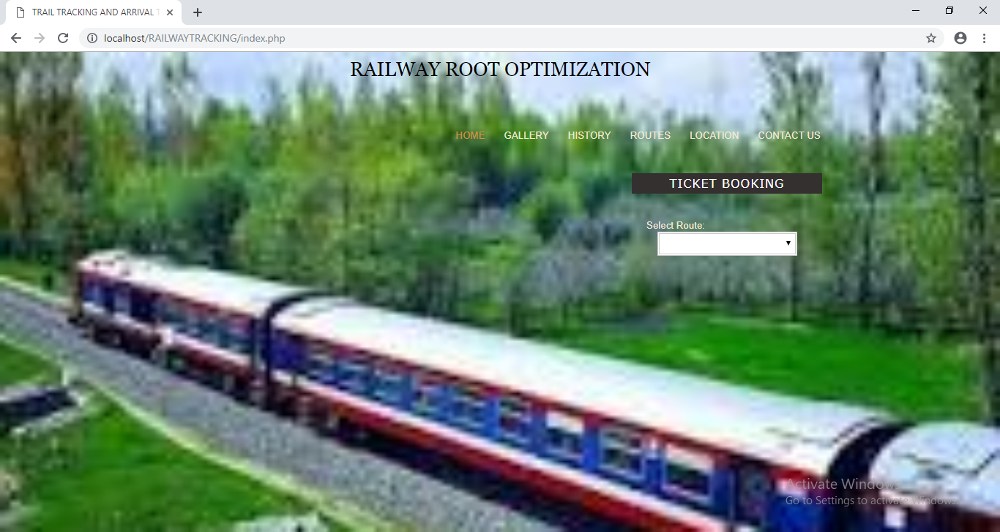 TRAIL TRACKING AND ARRIVAL T
localhost/RAILWAYTRACKING/index.php
RAILWAY ROOT OPTIMIZATION
HOME GALLERY HISTORY ROUTES LOCATION CONTACT US
TICKET BOOKING
Select Route:
Activate Windows
Go to Settings to activate Windows.